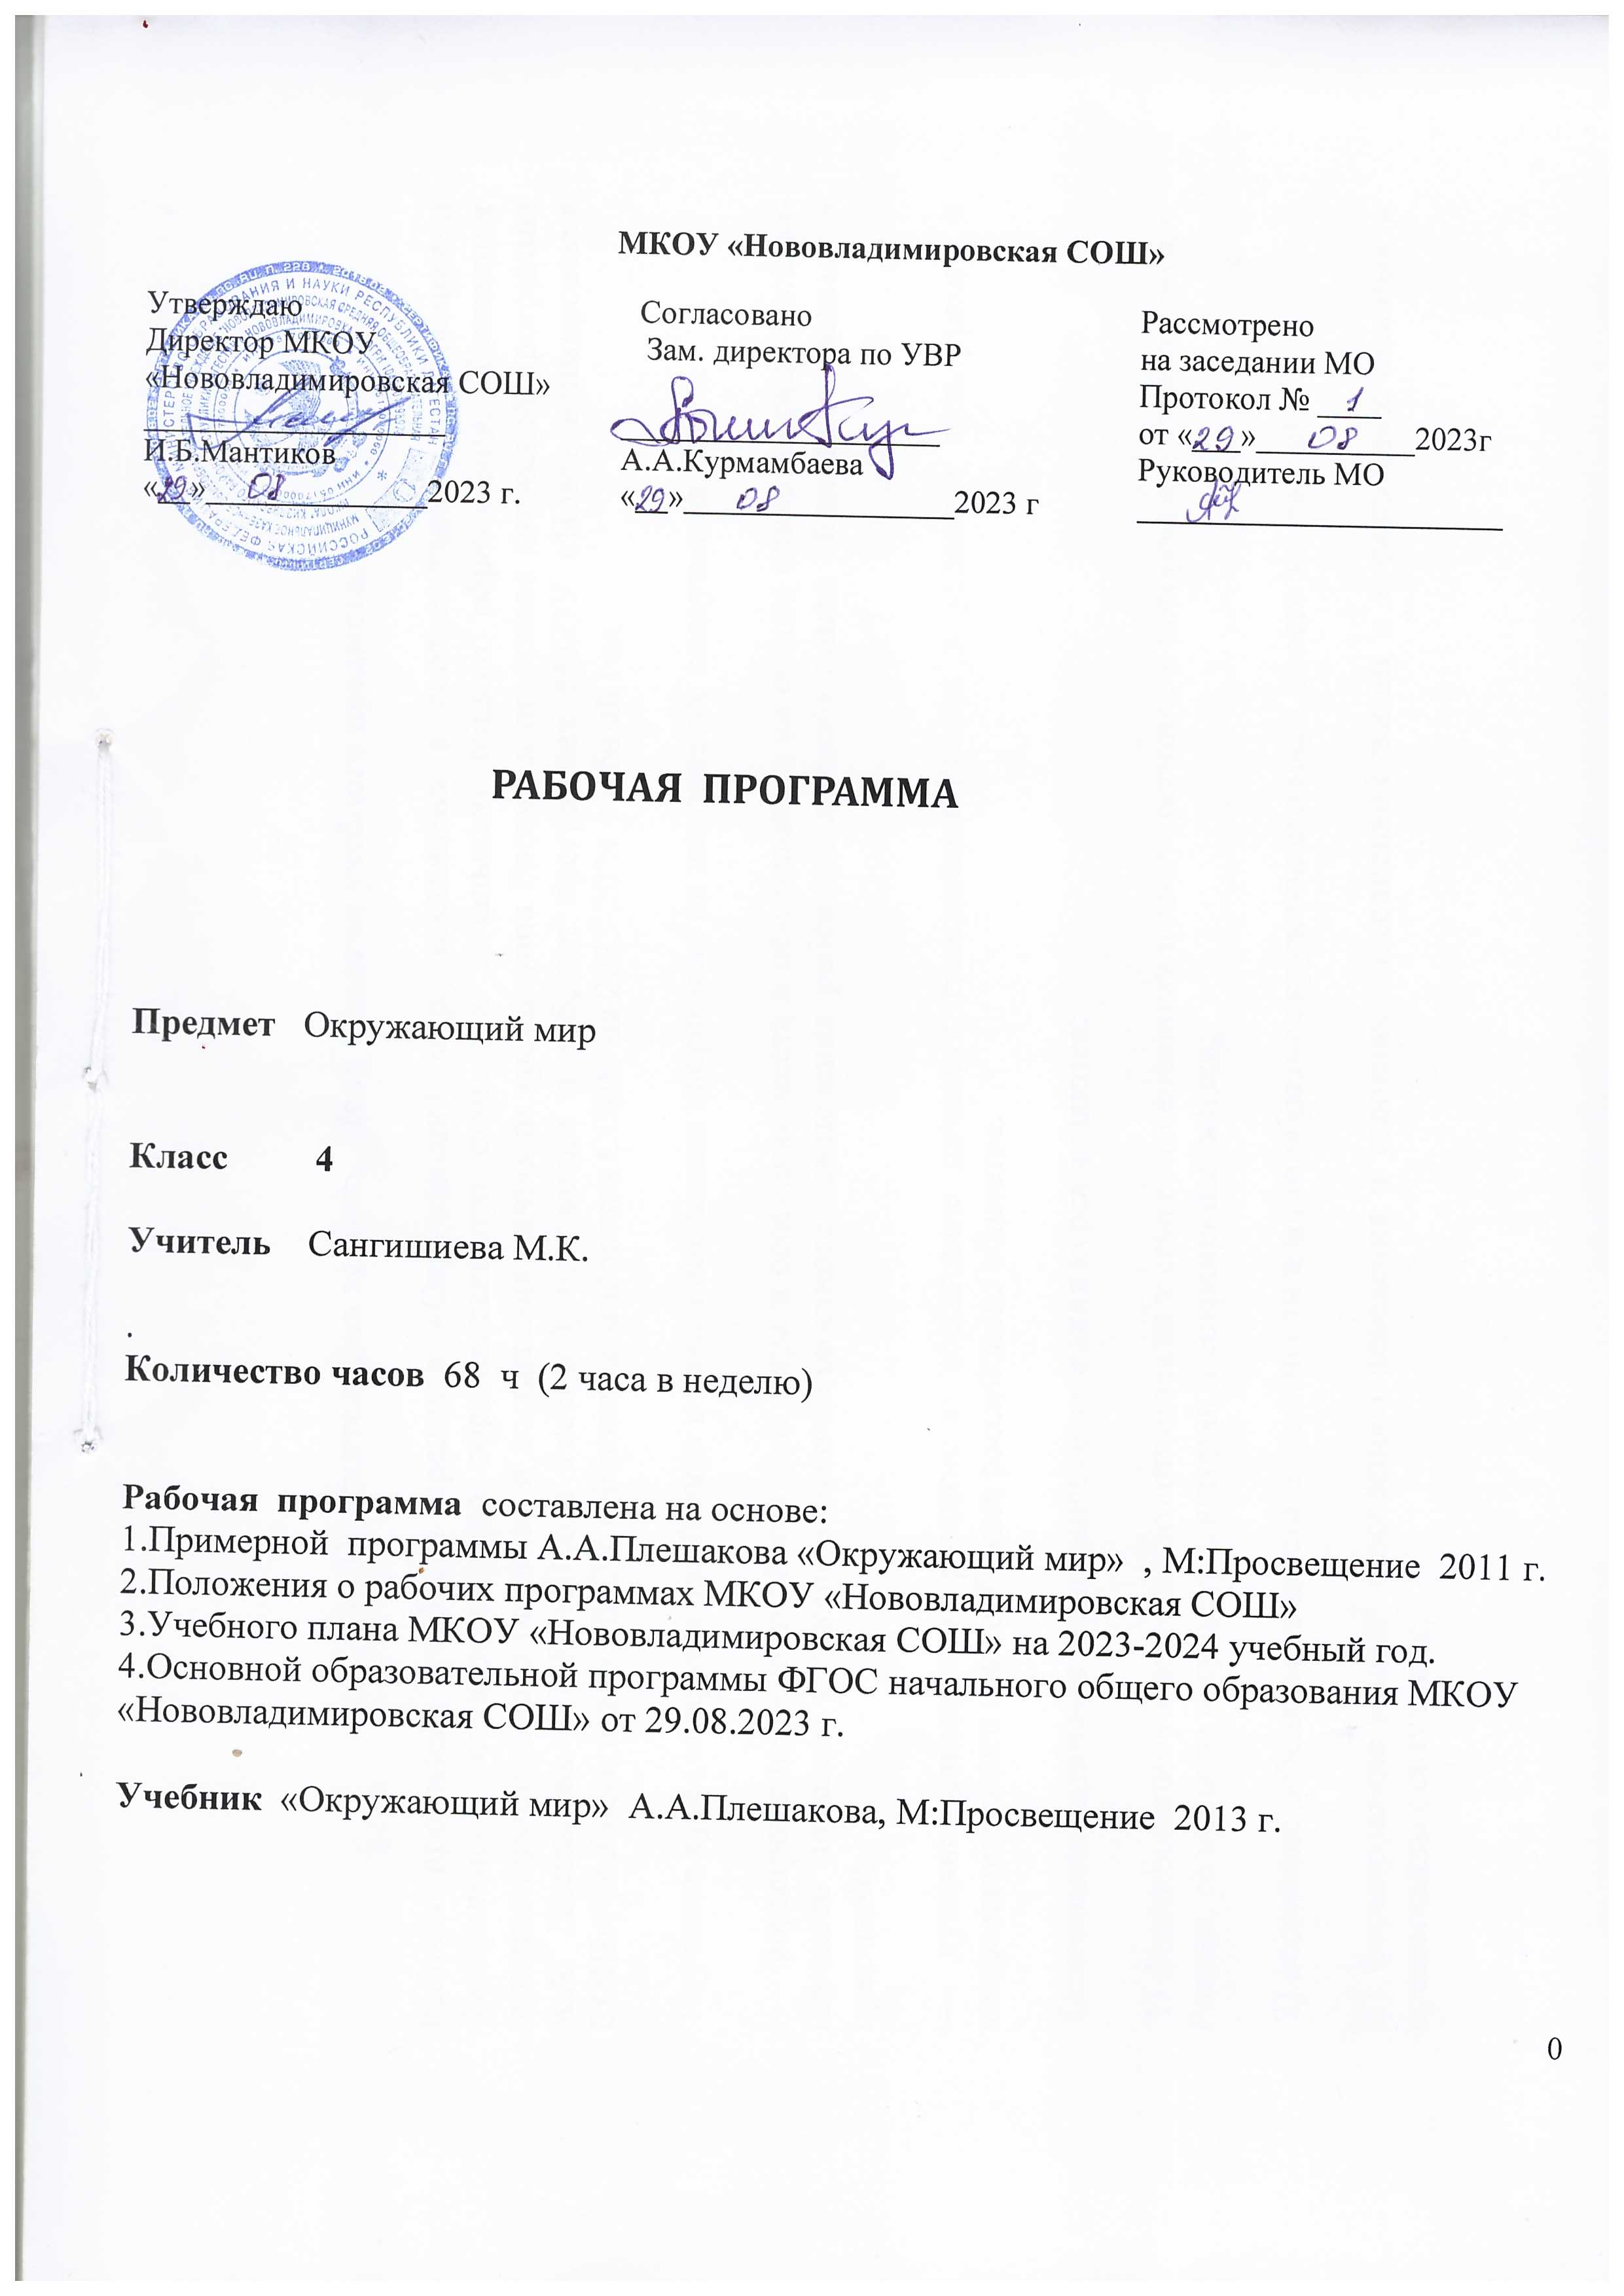 МКОУ «Нововладимировская СОШ»
Утверждаю
Директор МКОУ
«Нововладимировская СОШ»
И.Б.Мантиков
«29» 08 2023 г.
Согласовано
Зам. директора по УВР
А.А.Курмамбаева
«29» 08 2023 г
Рассмотрено
на заседании МО
Протокол № 1
от «29» 08 2023г
Руководитель МО
РАБОЧАЯ ПРОГРАММА
Предмет Окружающий мир
Класс 4
Учитель Сангишиева М.К.
.
Количество часов 68 ч (2 часа в неделю)
Рабочая программа составлена на основе:
1.Примерной программы А.А.Плешакова «Окружающий мир» , М:Просвещение 2011 г.
2.Положения о рабочих программах МКОУ «Нововладимировская СОШ»
3.Учебного плана МКОУ «Нововладимировская СОШ» на 2023-2024 учебный год.
4.Основной образовательной программы ФГОС начального общего образования МКОУ
«Нововладимировская СОШ» от 29.08.2023 г.
Учебник «Окружающий мир» А.А.Плешакова, М:Просвещение 2013 г.
0